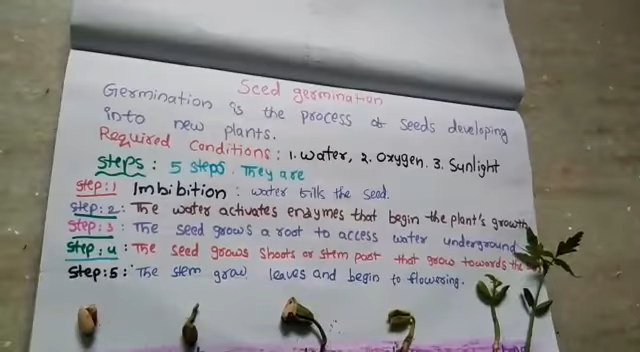 Seed germination
Germination is the process of seeds developing
into new plants.
Required Conditions: 1. Water, 2. Oxygen. 3. Sunlight
Steps: 5 steps. They are
Step:1 Imbibition: water fills the seed.
Step:2: The water activates enzymes that begin the plant's growth
Step:3: The seed grows a root to access water underground
Step:4: The seed grows shoots or stem part that grow towards the
Step:5: The stem grow leaves and begin to flowering.